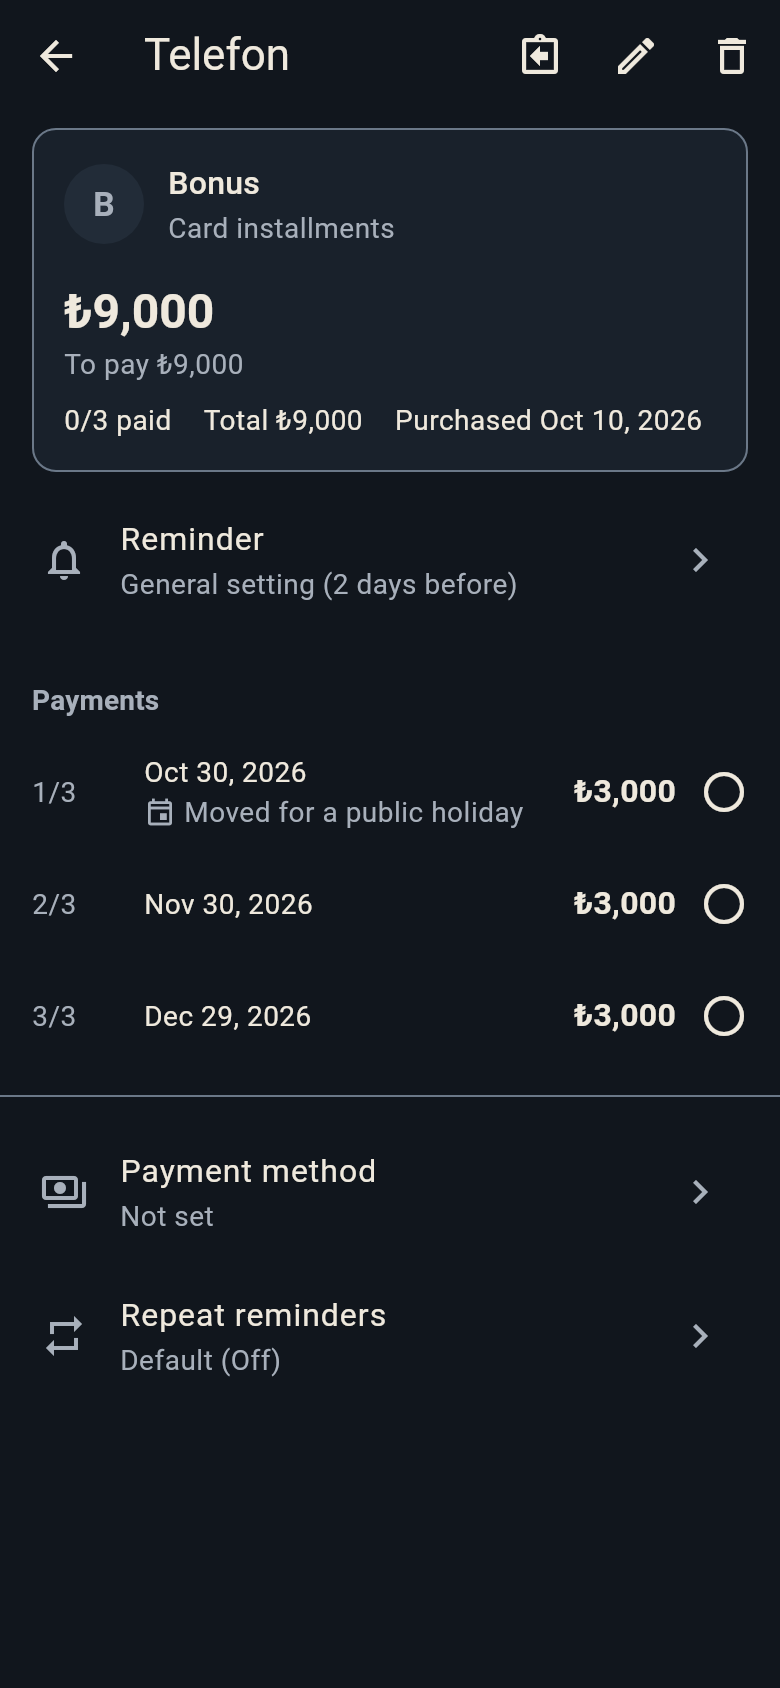 Telefon
B
Bonus
Card installments
₺9,000
To pay ₺9,000
0/3 paid Total ₺9,000 Purchased Oct 10, 2026
Reminder
General setting (2 days before)
Payments
1/3 Oct 30, 2026 ₺3,000
Moved for a public holiday
2/3 Nov 30, 2026 ₺3,000
3/3 Dec 29, 2026 ₺3,000
Payment method
Not set
Repeat reminders
Default (Off)